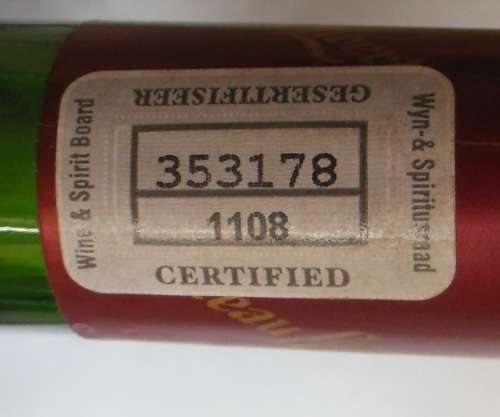 GESERTIFISEER
Wine & Spirit Board
353178
1108
Wyn-& Spiritusraad
CERTIFIED